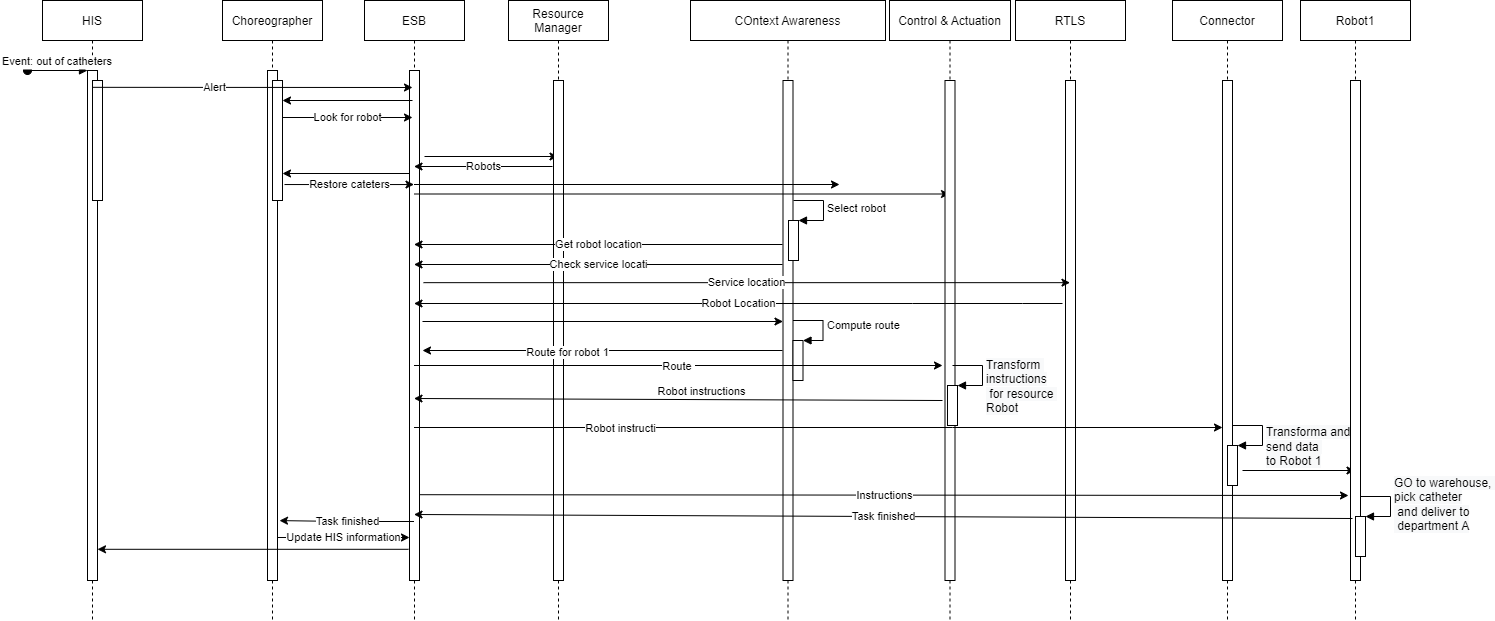 HIS
Choreographer
ESB
Resource
Manager
COntext Awareness
Control & Actuation
RTLS
Connector
Robot1
Event: out of catheters
Alert
Look for robot
Robots
Restore cateters
Select robot
Get robot location
Check service locati
Service location
Robot Location
Compute route
Route for robot 1
Route
Transform
instructions
for resource
Robot
Robot instructions
Robot instructi
Transforma and
send data
to Robot 1
GO to warehouse,
pick catheter
and deliver to
department A
Instructions
Task finished
Task finished
Update HIS information